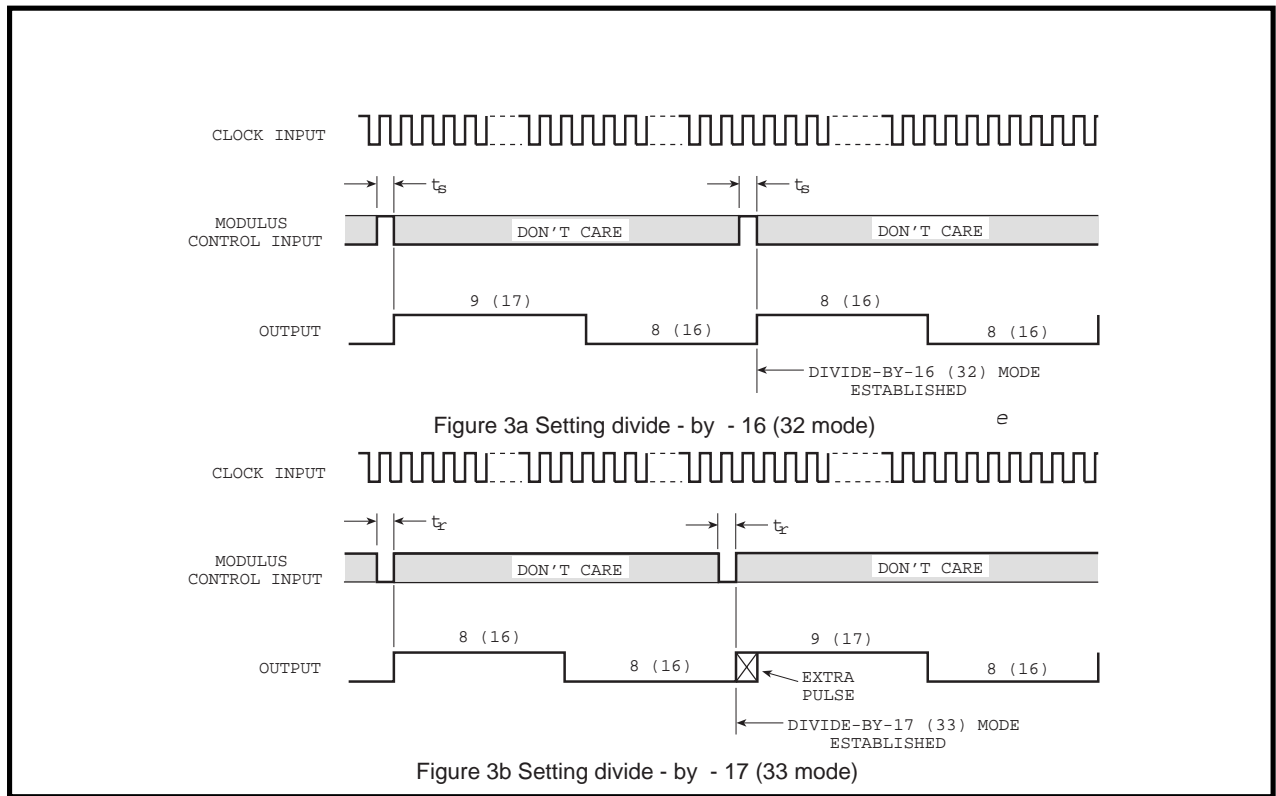 CLOCK INPUT
ts ts
MODULUS
CONTROL INPUT
DON'T CARE DON'T CARE
9 (17) 8 (16)
OUTPUT
8 (16) 8 (16)
DIVIDE-BY-16 (32) MODE
ESTABLISHED
Figure 3a Setting divide - by - 16 (32 mode)
e
CLOCK INPUT
tr tr
MODULUS
CONTROL INPUT
DON'T CARE DON'T CARE
8 (16) 9 (17)
OUTPUT
8 (16) 8 (16)
EXTRA
PULSE
DIVIDE-BY-17 (33) MODE
ESTABLISHED
Figure 3b Setting divide - by - 17 (33 mode)